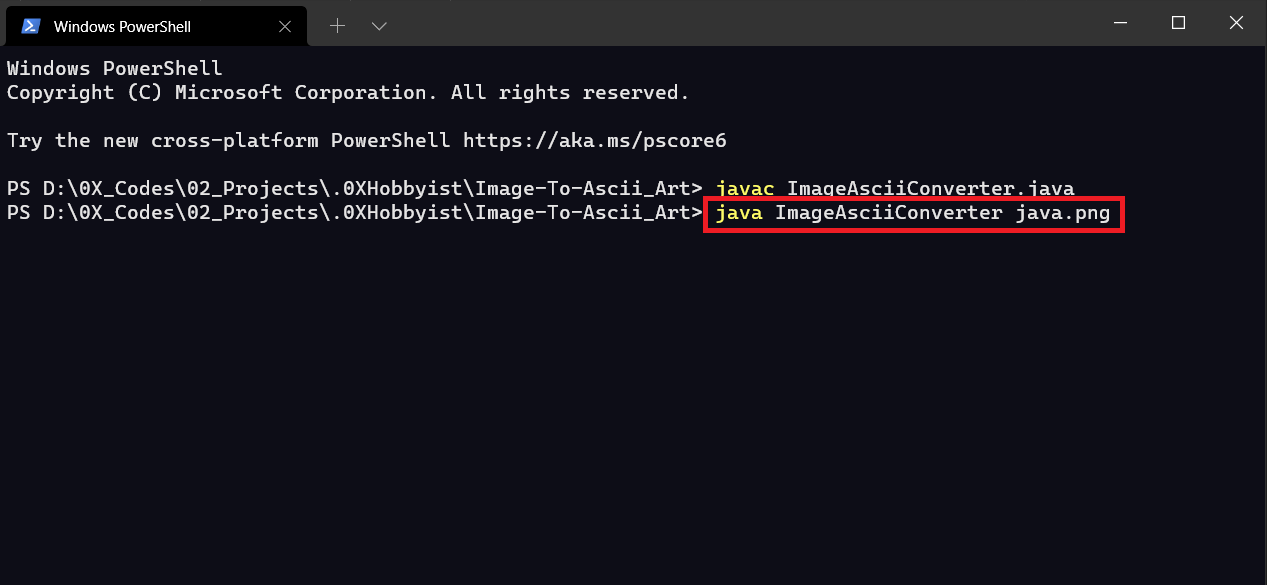 Windows PowerShell
Windows PowerShell
Copyright (C) Microsoft Corporation. All rights reserved.
Try the new cross-platform PowerShell https://aka.ms/pscore6
PS D:\0X_Codes\02_Projects\.0XHobbyist\Image-To-Ascii_Art> javac ImageAsciiConverter.java
PS D:\0X_Codes\02_Projects\.0XHobbyist\Image-To-Ascii_Art> java ImageAsciiConverter java.png